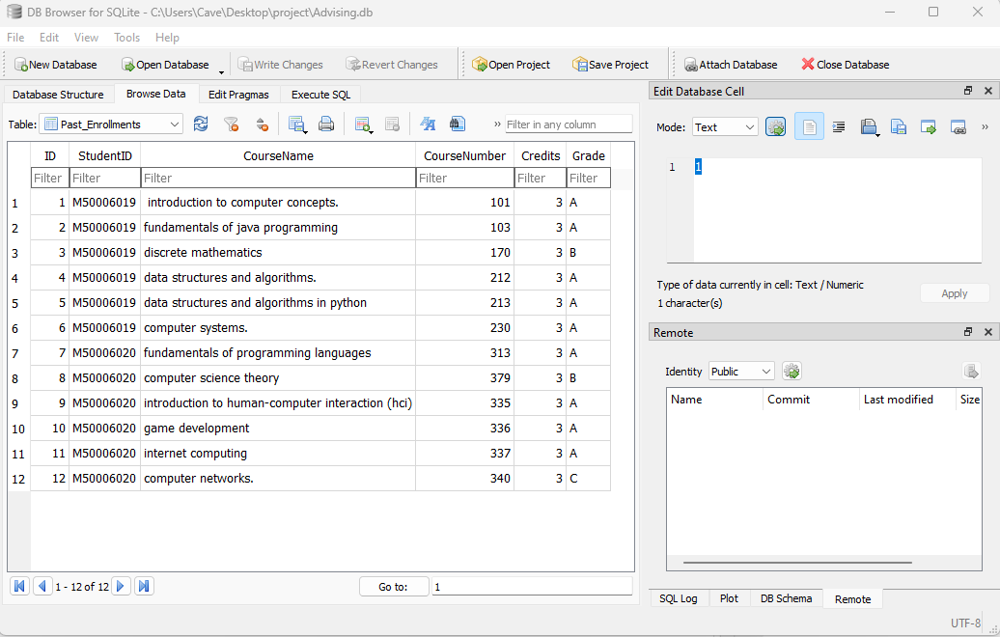 DB Browser for SQLite - C:\Users\Cave\Desktop\project\Advising.db
File Edit View Tools Help
New Database Open Database Write Changes Revert Changes Open Project Save Project Attach Database Close Database
Database Structure Browse Data Edit Pragmas Execute SQL
Table: Past_Enrollments » Filter in any column
ID StudentID CourseName CourseNumber Credits Grade
Filter Filter Filter Filter Filter Filter
1 1 M50006019 introduction to computer concepts. 101 3 A
2 2 M50006019 fundamentals of java programming 103 3 A
3 3 M50006019 discrete mathematics 170 3 B
4 4 M50006019 data structures and algorithms. 212 3 A
5 5 M50006019 data structures and algorithms in python 213 3 A
6 6 M50006019 computer systems. 230 3 A
7 7 M50006020 fundamentals of programming languages 313 3 A
8 8 M50006020 computer science theory 379 3 B
9 9 M50006020 introduction to human-computer interaction (hci) 335 3 A
10 10 M50006020 game development 336 3 A
11 11 M50006020 internet computing 337 3 A
12 12 M50006020 computer networks. 340 3 C
1 - 12 of 12 Go to: 1
Edit Database Cell
Mode: Text »
1 1
Type of data currently in cell: Text / Numeric
1 character(s)
Apply
Remote
Identity Public
Name Commit Last modified Size
SQL Log Plot DB Schema Remote
UTF-8